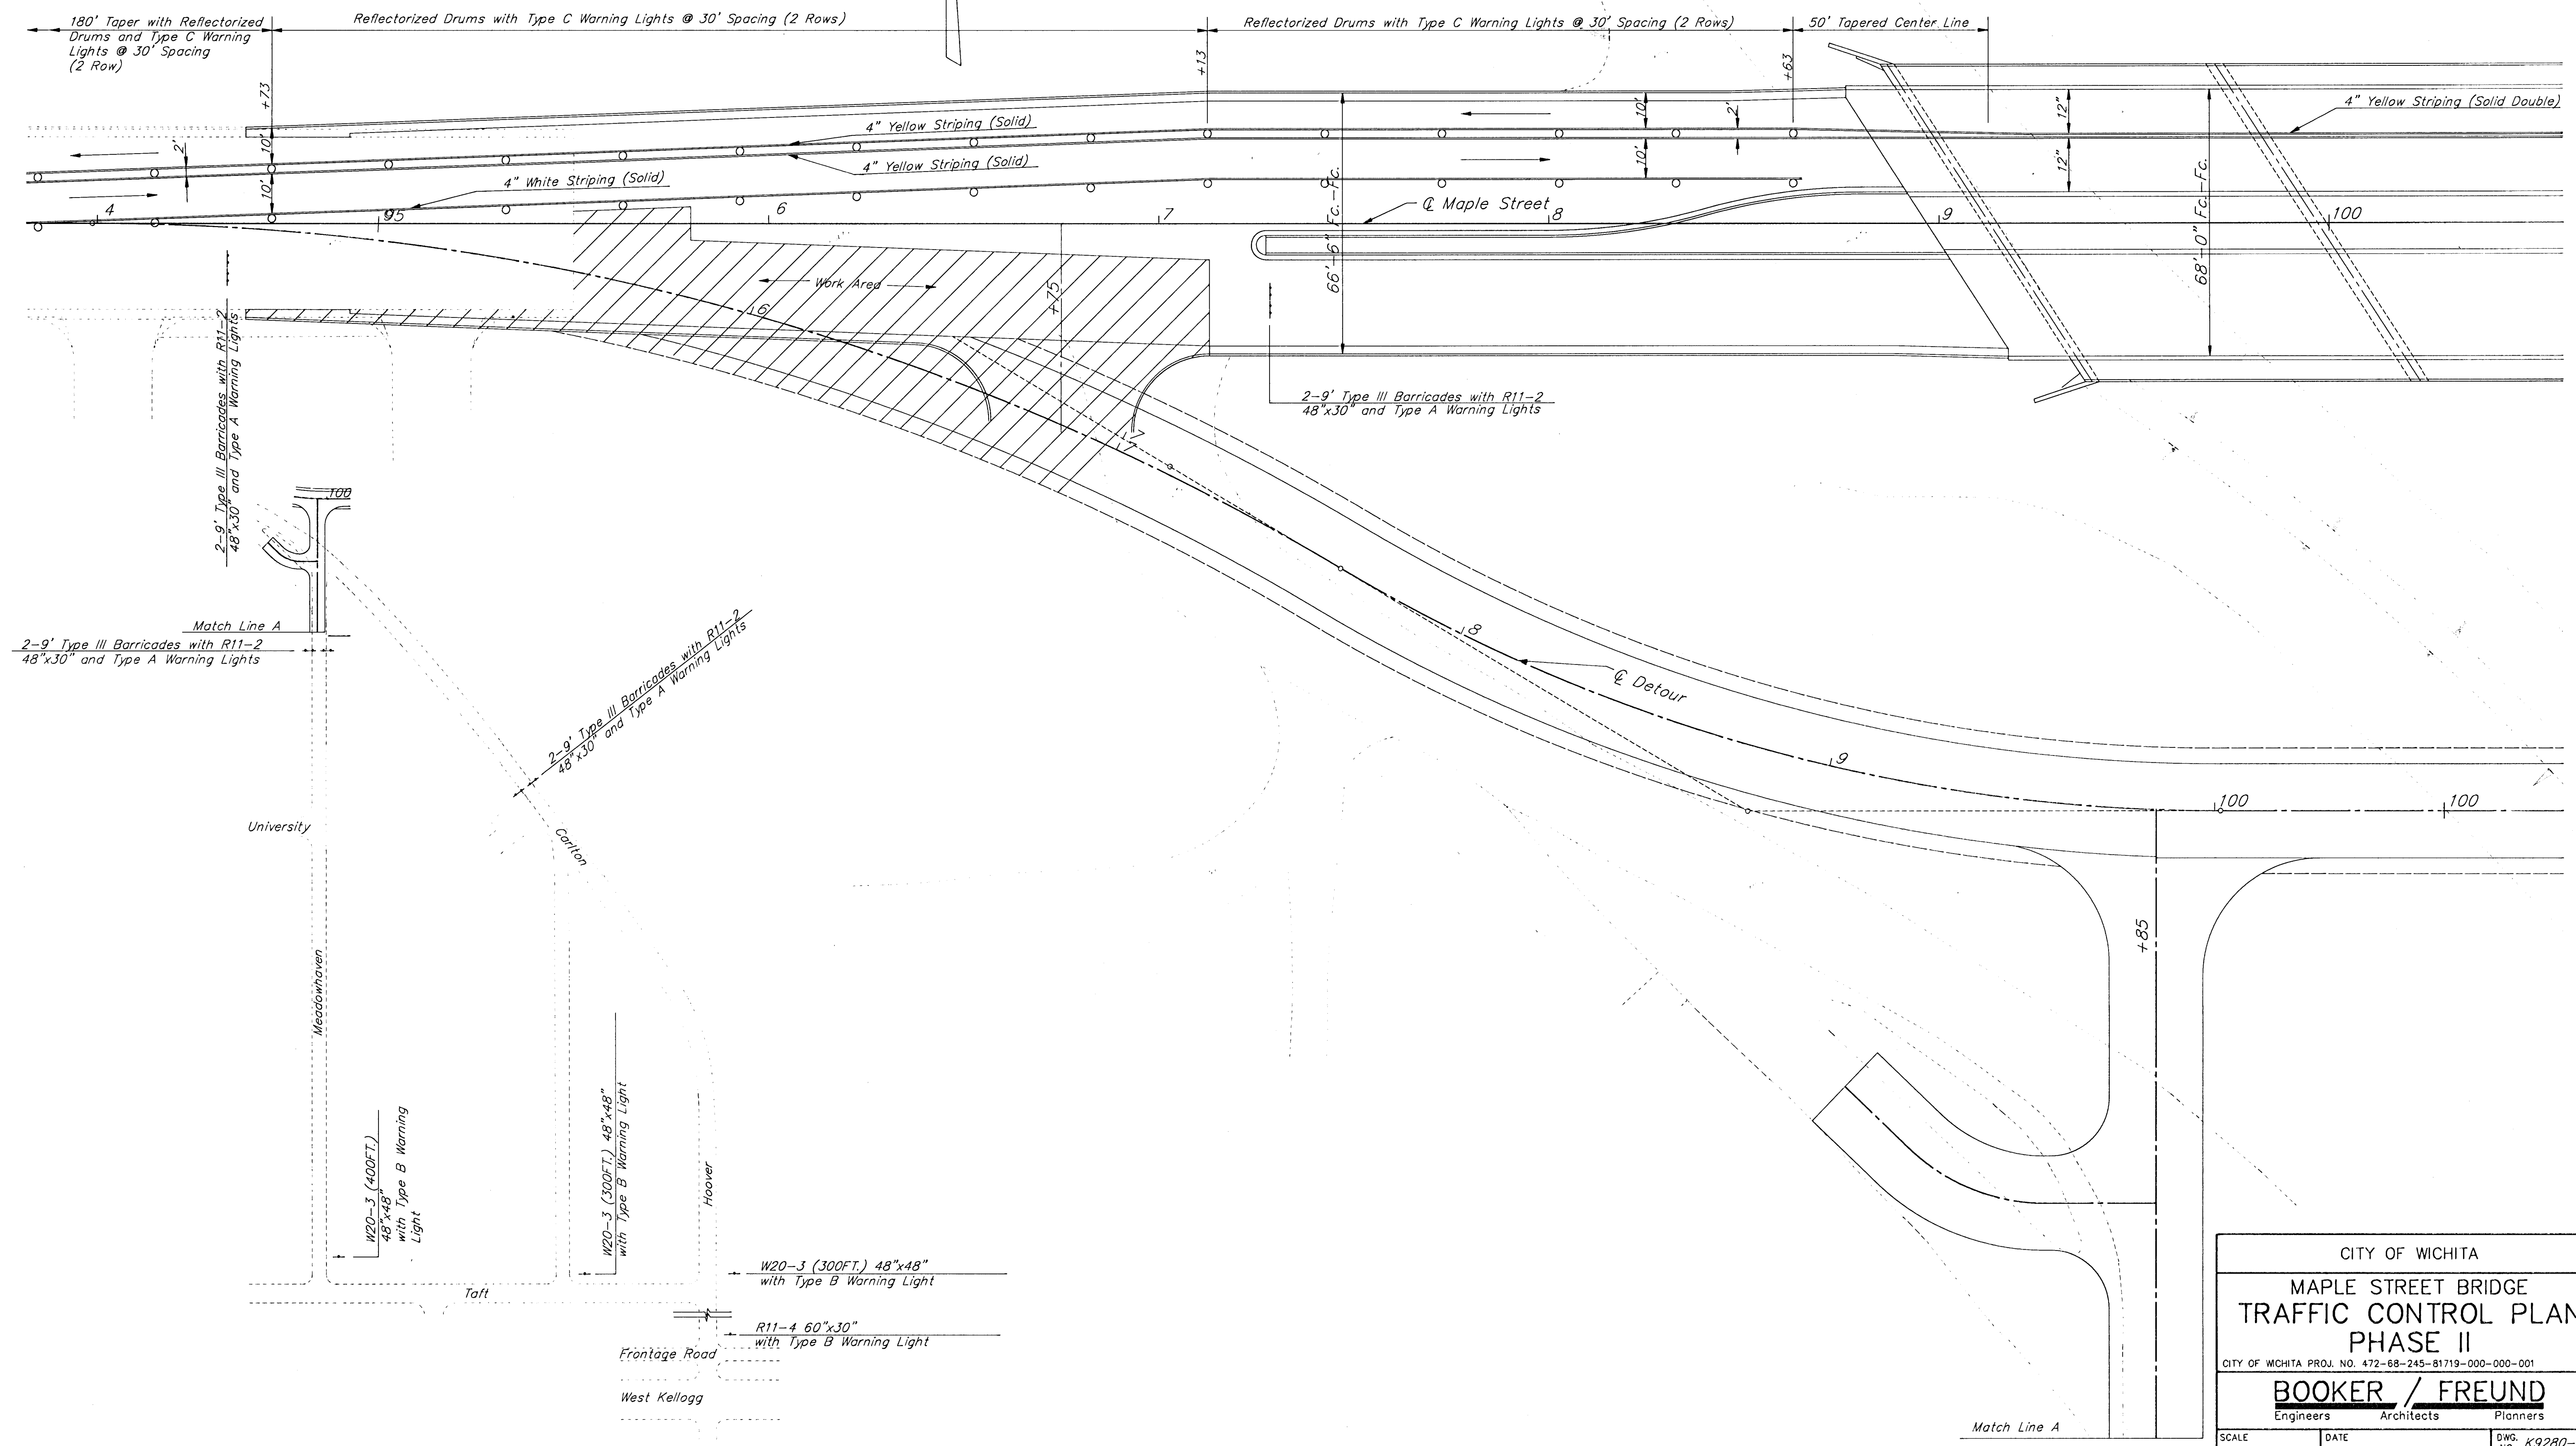 180' Taper with Reflectorized
Drums and Type C Warning
Lights @ 30' Spacing
(2 Row)
Reflectorized Drums with Type C Warning Lights @ 30' Spacing (2 Rows)
Reflectorized Drums with Type C Warning Lights @ 30' Spacing (2 Rows)
50' Tapered Center Line
+73
+13
+63
4" Yellow Striping (Solid)
4" Yellow Striping (Solid)
4" White Striping (Solid)
4" Yellow Striping (Solid Double)
2'
10'
10'
10'
2'
10'
12"
12"
4
95
6
7
8
9
100
℄ Maple Street
66'-6" Fc.-Fc.
68'-0" Fc.-Fc.
Work Area
+75
6
2-9' Type III Barricades with R11-2
48"x30" and Type A Warning Lights
2-9' Type III Barricades with R11-2
48"x30" and Type A Warning Lights
100
Match Line A
2-9' Type III Barricades with R11-2
48"x30" and Type A Warning Lights
2-9' Type III Barricades with R11-2
48"x30" and Type A Warning Lights
17
8
℄ Detour
9
100
100
+85
University
Carlton
Meadowhaven
W20-3 (400FT.)
48"x48"
with Type B Warning
Light
W20-3 (300FT.) 48"x48"
with Type B Warning Light
Hoover
W20-3 (300FT.) 48"x48"
with Type B Warning Light
Taft
R11-4 60"x30"
with Type B Warning Light
Frontage Road
West Kellogg
Match Line A
CITY OF WICHITA
MAPLE STREET BRIDGE
TRAFFIC CONTROL PLAN
PHASE II
CITY OF WICHITA PROJ. NO. 472-68-245-81719-000-000-001
BOOKER / FREUND
Engineers Architects Planners
SCALE DATE DWG. K9280-